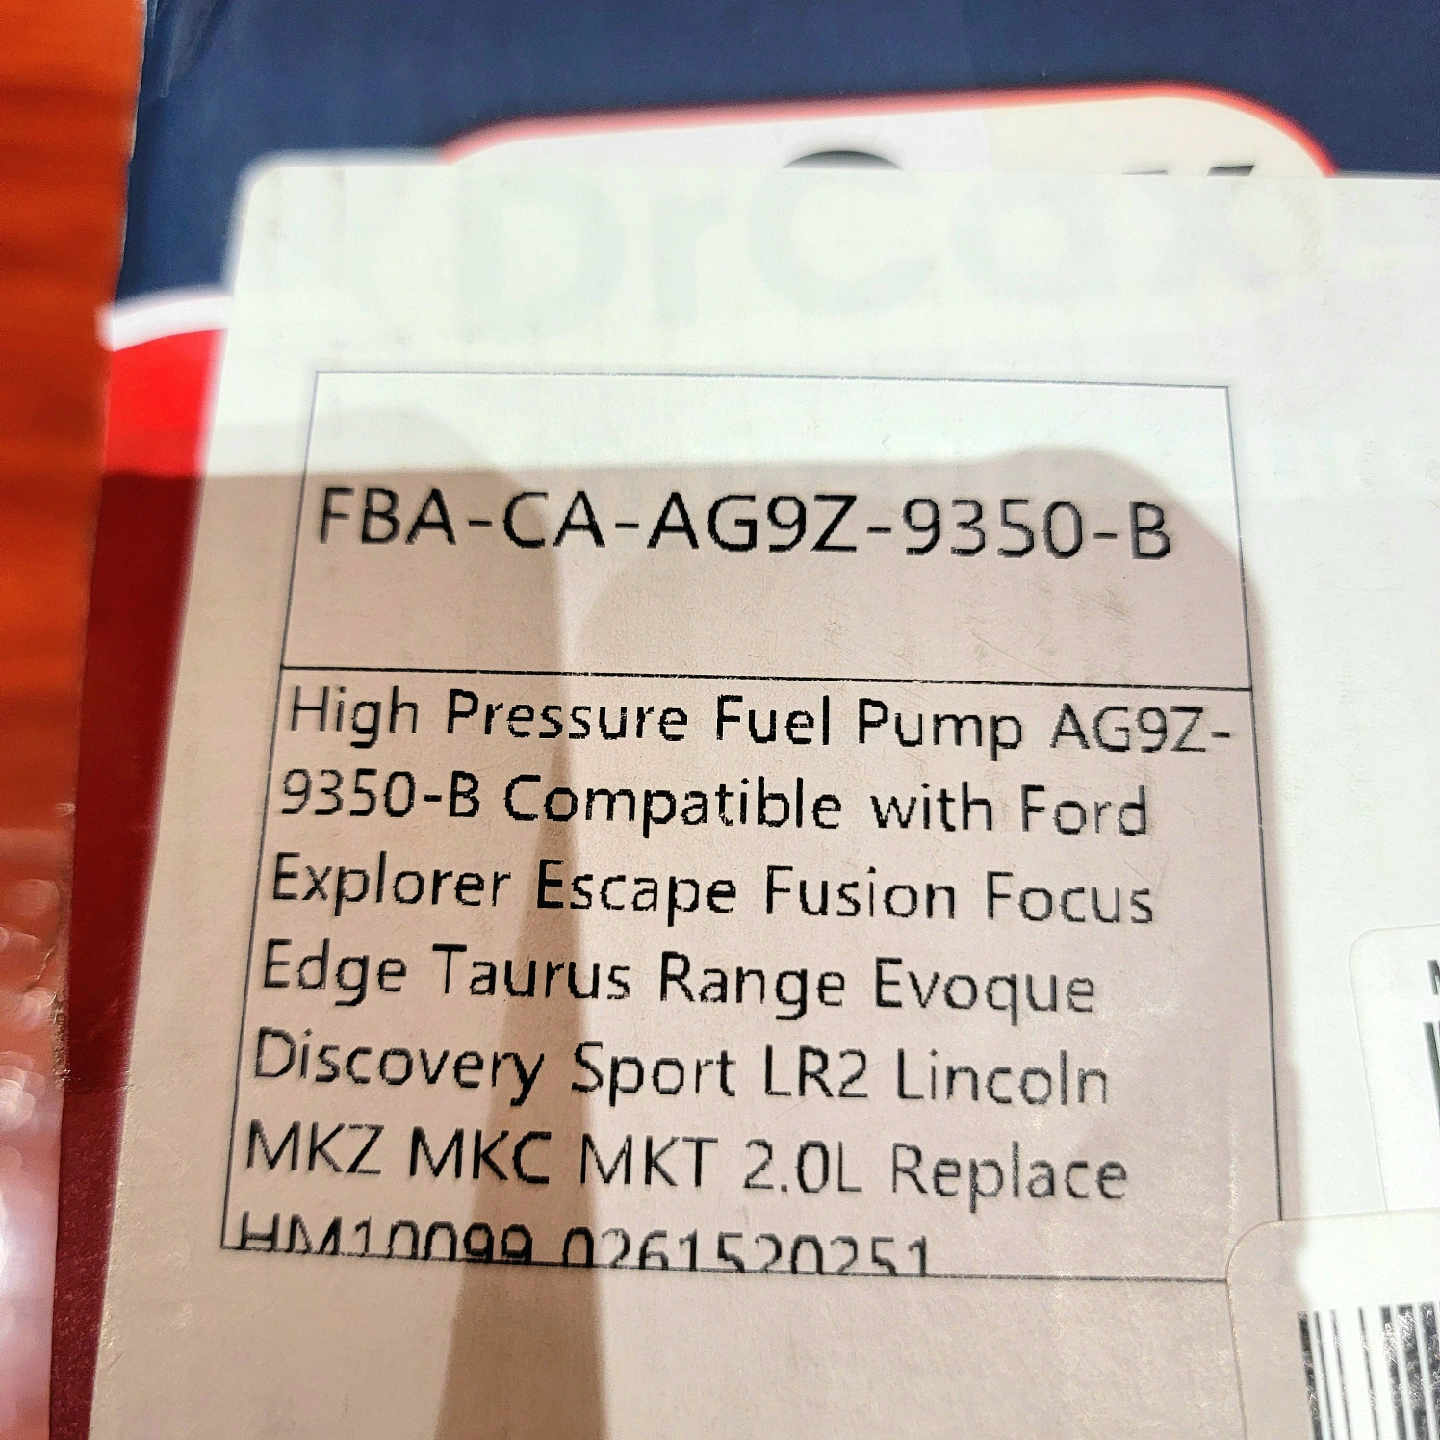 DrCax
FBA-CA-AG9Z-9350-B
High Pressure Fuel Pump AG9Z-
9350-B Compatible with Ford
Explorer Escape Fusion Focus
Edge Taurus Range Evoque
Discovery Sport LR2 Lincoln
MKZ MKC MKT 2.0L Replace
HM10099 0261520251